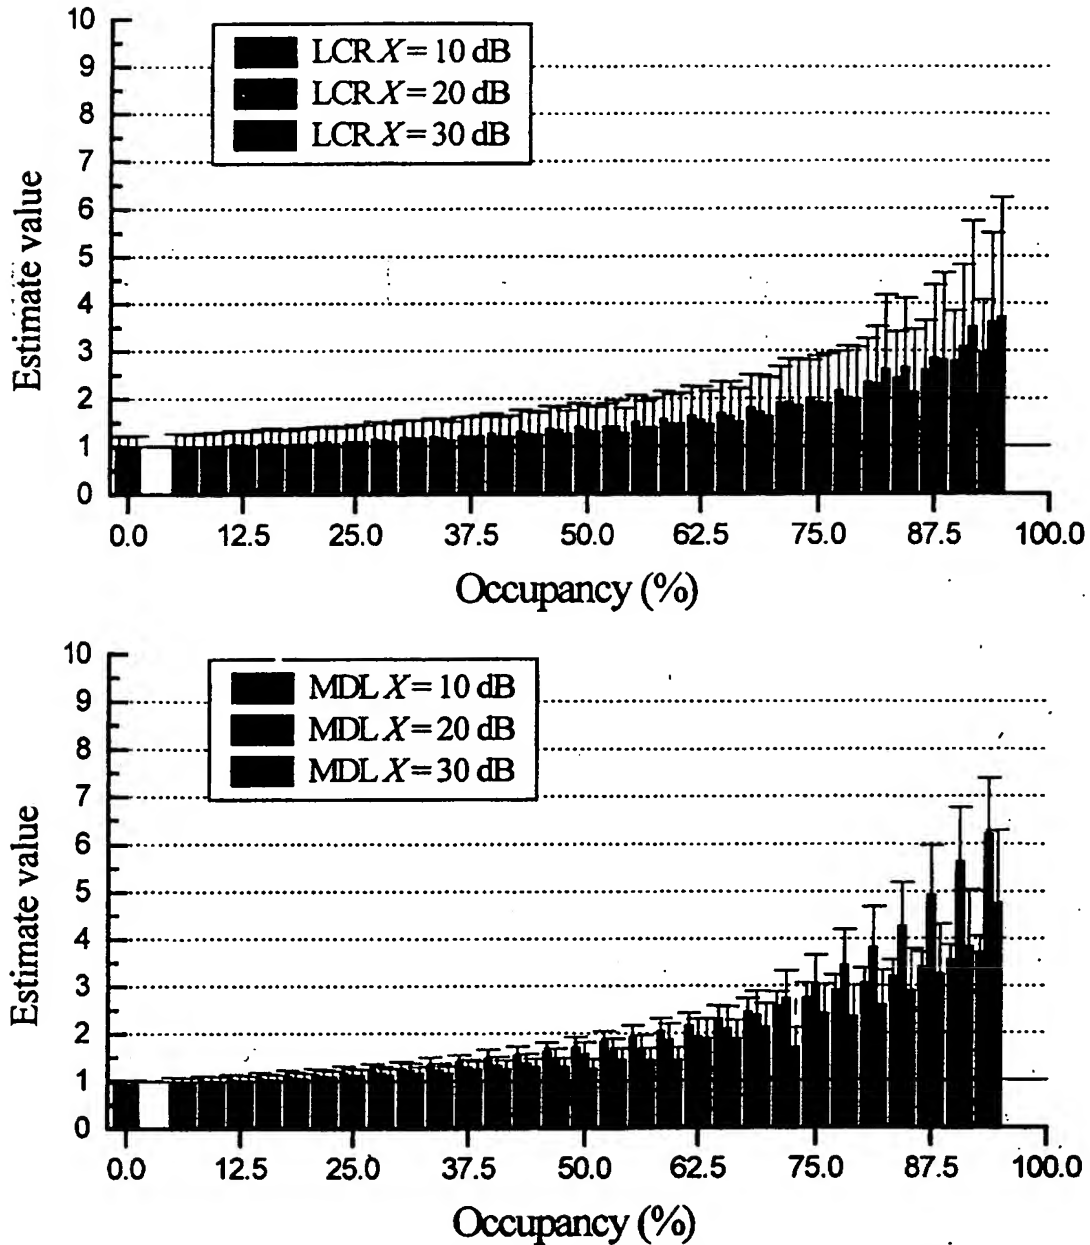 10
9
8
7
6
5
4
3
2
1
0
Estimate value
LCR X = 10 dB
LCR X = 20 dB
LCR X = 30 dB
0.0 12.5 25.0 37.5 50.0 62.5 75.0 87.5 100.0
Occupancy (%)
10
9
8
7
6
5
4
3
2
1
0
Estimate value
MDL X = 10 dB
MDL X = 20 dB
MDL X = 30 dB
0.0 12.5 25.0 37.5 50.0 62.5 75.0 87.5 100.0
Occupancy (%)